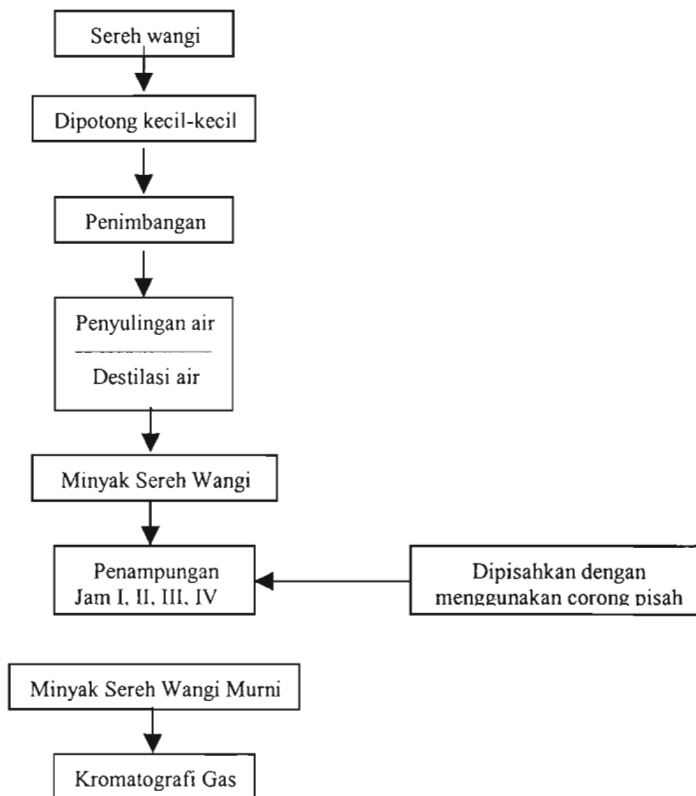 Sereh wangi
Dipotong kecil-kecil
Penimbangan
Penyulingan air
Destilasi air
Minyak Sereh Wangi
Penampungan
Jam I, II, III, IV
Dipisahkan dengan
menggunakan corong pisah
Minyak Sereh Wangi Murni
Kromatografi Gas